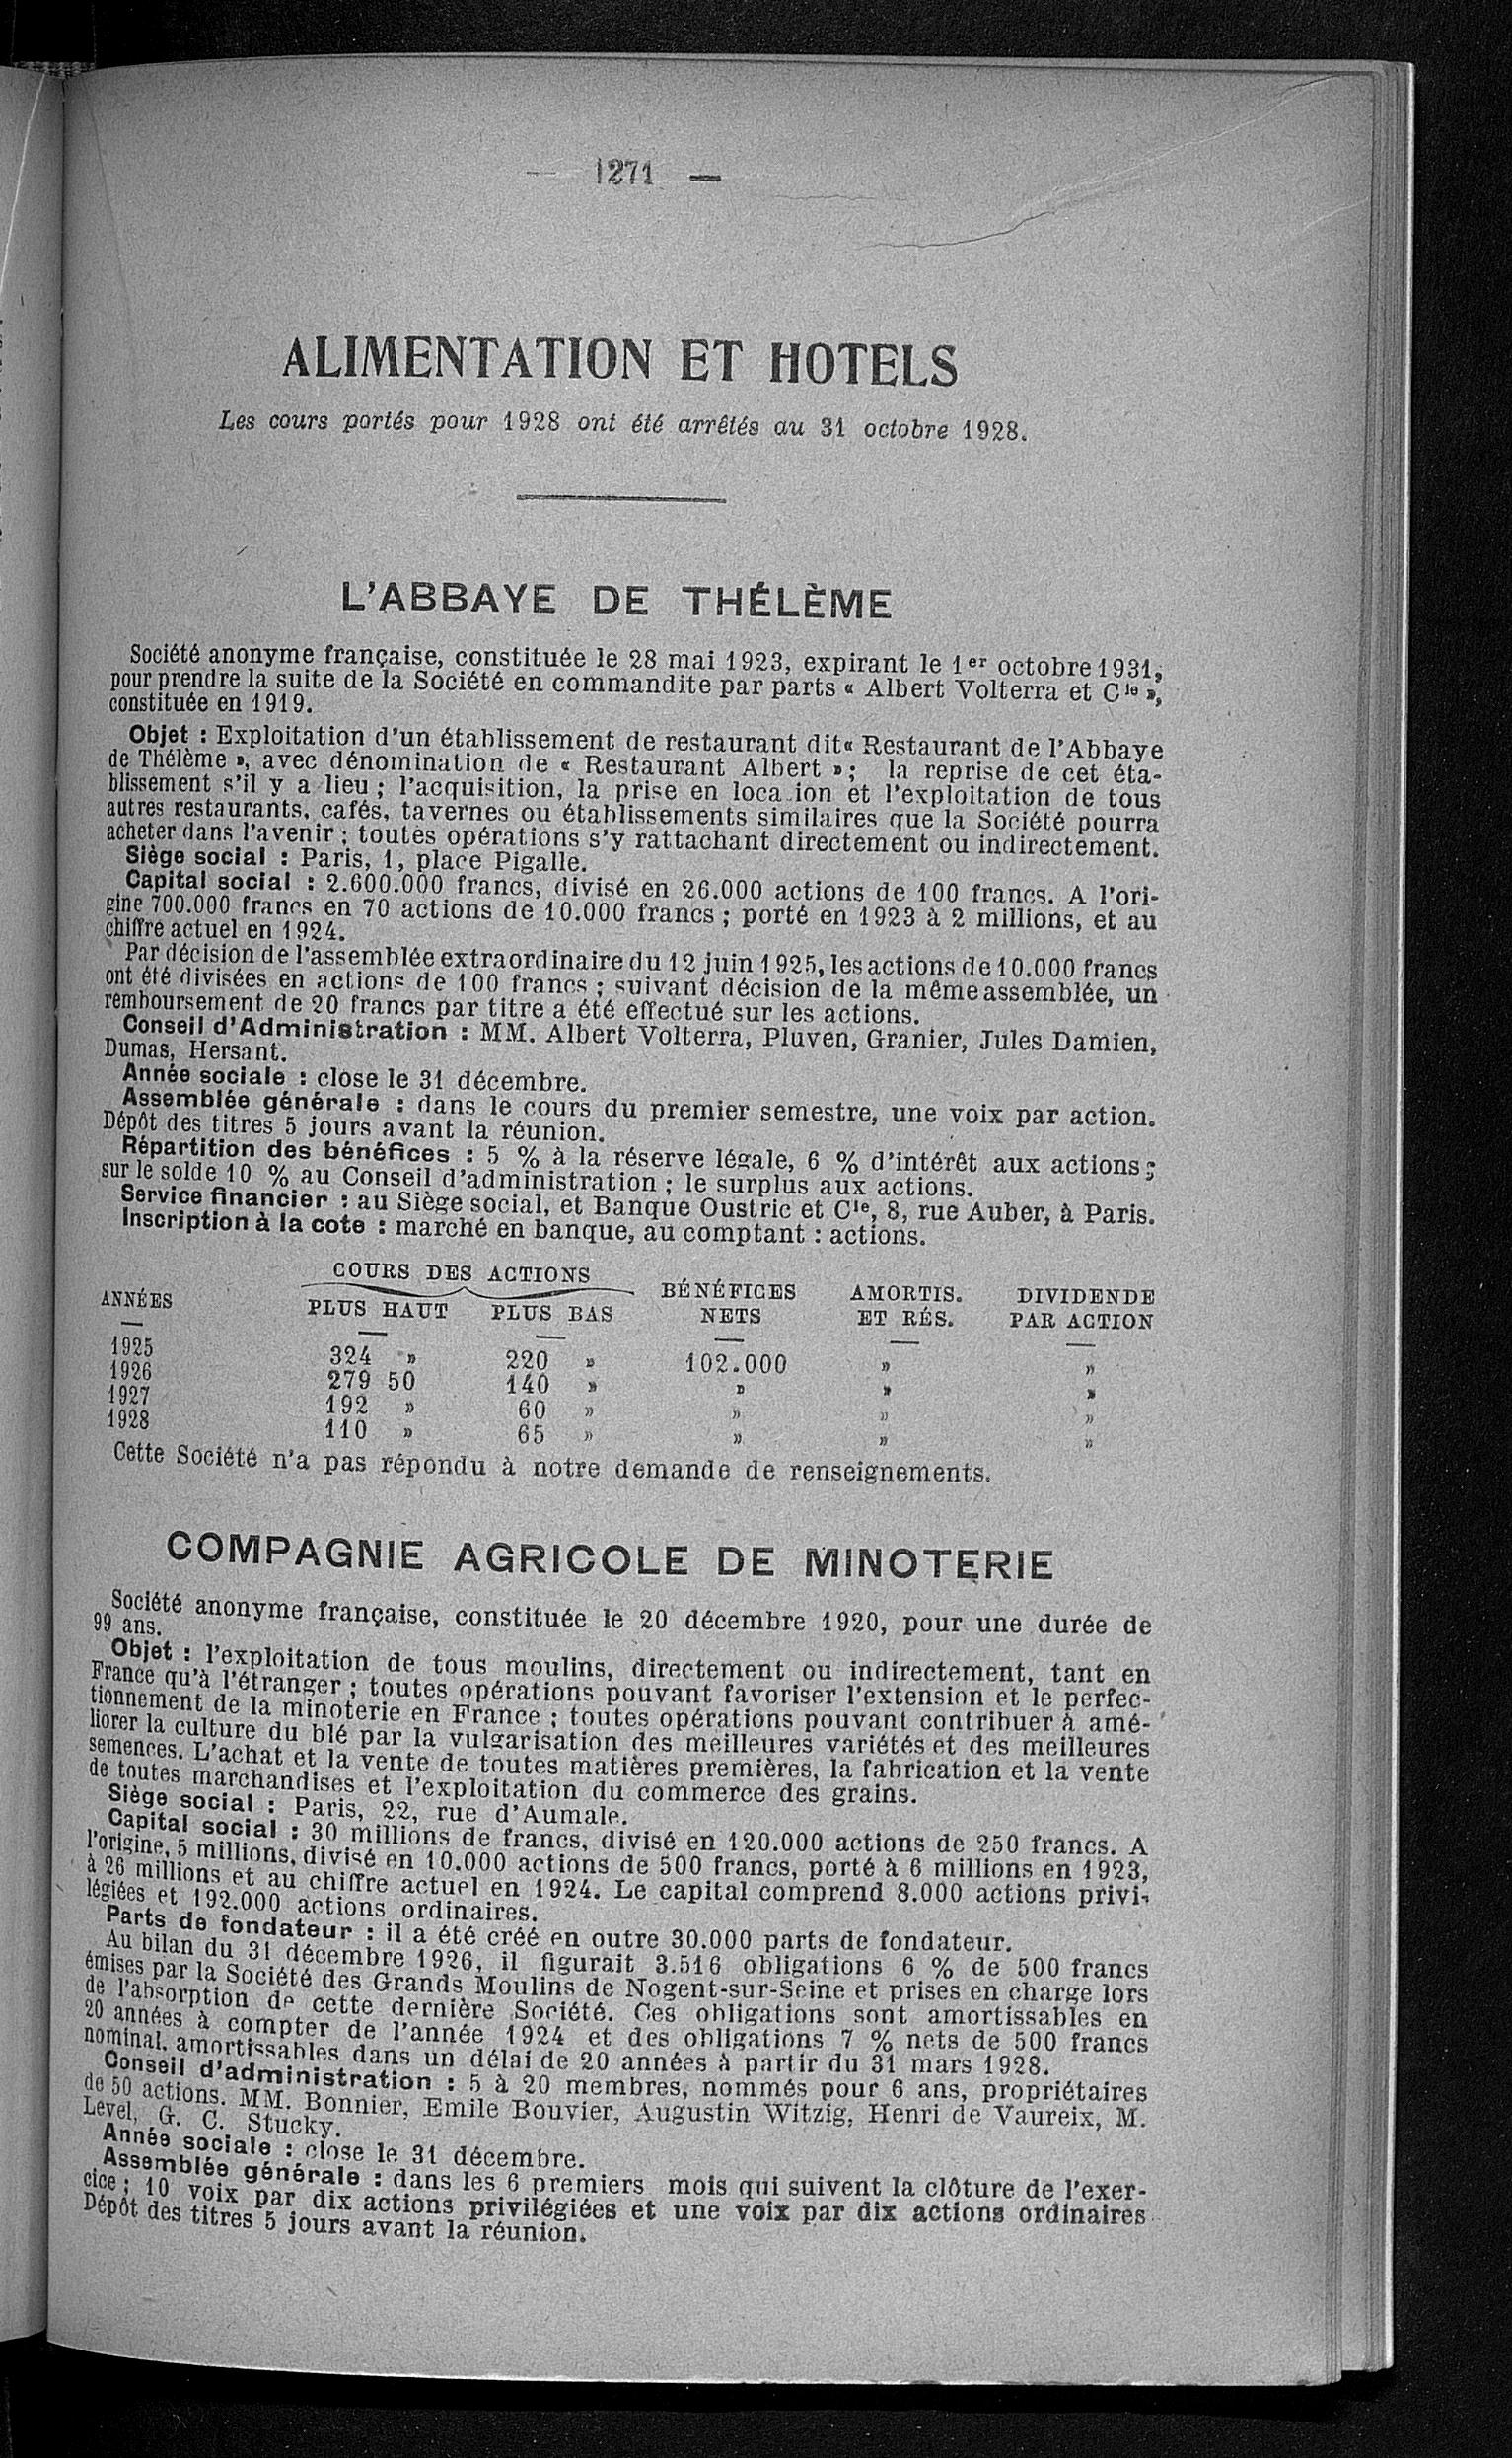 — 1271 —
ALIMENTATION ET HOTELS
Les cours portés pour 1928 ont été arrêtés au 31 octobre 1928.
L'ABBAYE DE THÉLÈME
Société anonyme française, constituée le 28 mai 1923, expirant le 1er octobre 1931,
pour prendre la suite de la Société en commandite par parts « Albert Volterra et Cie »,
constituée en 1919.
Objet : Exploitation d'un établissement de restaurant dit« Restaurant de l'Abbaye
de Thélème », avec dénomination de « Restaurant Albert »; la reprise de cet éta-
blissement s'il y a lieu ; l'acquisition, la prise en loca ion et l'exploitation de tous
autres restaurants, cafés, tavernes ou établissements similaires que la Société pourra
acheter dans l'avenir ; toutes opérations s'y rattachant directement ou indirectement.
Siège social : Paris, 1, place Pigalle.
Capital social : 2.600.000 francs, divisé en 26.000 actions de 100 francs. A l'ori-
gine 700.000 francs en 70 actions de 10.000 francs ; porté en 1923 à 2 millions, et au
chiffre actuel en 1924.
Par décision de l'assemblée extraordinaire du 12 juin 1925, les actions de 10.000 francs
ont été divisées en actions de 100 francs ; suivant décision de la même assemblée, un
remboursement de 20 francs par titre a été effectué sur les actions.
Conseil d'Administration : MM. Albert Volterra, Pluven, Granier, Jules Damien,
Dumas, Hersant.
Année sociale : close le 31 décembre.
Assemblée générale : dans le cours du premier semestre, une voix par action.
Dépôt des titres 5 jours avant la réunion.
Répartition des bénéfices : 5 % à la réserve légale, 6 % d'intérêt aux actions ;
sur le solde 10 % au Conseil d'administration ; le surplus aux actions.
Service financier : au Siège social, et Banque Oustric et Cie, 8, rue Auber, à Paris.
Inscription à la cote : marché en banque, au comptant : actions.
COURS DES ACTIONS
ANNÉES PLUS HAUT PLUS BAS BÉNÉFICES NETS AMORTIS. ET RÉS. DIVIDENDE PAR ACTION
1925 324 » 220 » 102.000 » »
1926 279 50 140 » » » »
1927 192 » 60 » » » »
1928 110 » 65 » » » »
Cette Société n'a pas répondu à notre demande de renseignements.
COMPAGNIE AGRICOLE DE MINOTERIE
Société anonyme française, constituée le 20 décembre 1920, pour une durée de
99 ans.
Objet : l'exploitation de tous moulins, directement ou indirectement, tant en
France qu'à l'étranger ; toutes opérations pouvant favoriser l'extension et le perfec-
tionnement de la minoterie en France ; toutes opérations pouvant contribuer à amé-
liorer la culture du blé par la vulgarisation des meilleures variétés et des meilleures
semences. L'achat et la vente de toutes matières premières, la fabrication et la vente
de toutes marchandises et l'exploitation du commerce des grains.
Siège social : Paris, 22, rue d'Aumale.
Capital social : 30 millions de francs, divisé en 120.000 actions de 250 francs. A
l'origine, 5 millions, divisé en 10.000 actions de 500 francs, porté à 6 millions en 1923,
à 26 millions et au chiffre actuel en 1924. Le capital comprend 8.000 actions privi-
légiées et 192.000 actions ordinaires.
Parts de fondateur : il a été créé en outre 30.000 parts de fondateur.
Au bilan du 31 décembre 1926, il figurait 3.516 obligations 6 % de 500 francs
émises par la Société des Grands Moulins de Nogent-sur-Seine et prises en charge lors
de l'absorption de cette dernière Société. Ces obligations sont amortissables en
20 années à compter de l'année 1924 et des obligations 7 % nets de 500 francs
nominal, amortissables dans un délai de 20 années à partir du 31 mars 1928.
Conseil d'administration : 5 à 20 membres, nommés pour 6 ans, propriétaires
de 50 actions. MM. Bonnier, Emile Bouvier, Augustin Witzig, Henri de Vaureix, M.
Level, G. C. Stucky.
Année sociale : close le 31 décembre.
Assemblée générale : dans les 6 premiers mois qui suivent la clôture de l'exer-
cice ; 10 voix par dix actions privilégiées et une voix par dix actions ordinaires
Dépôt des titres 5 jours avant la réunion.